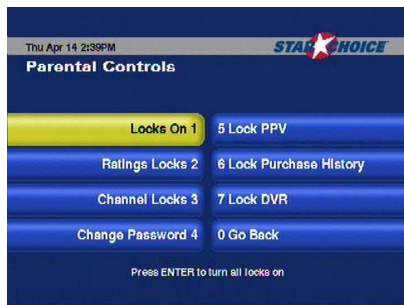 Thu Apr 14 2:39PM
STAR CHOICE
Parental Controls
Locks On 1
5 Lock PPV
Ratings Locks 2
6 Lock Purchase History
Channel Locks 3
7 Lock DVR
Change Password 4
0 Go Back
Press ENTER to turn all locks on